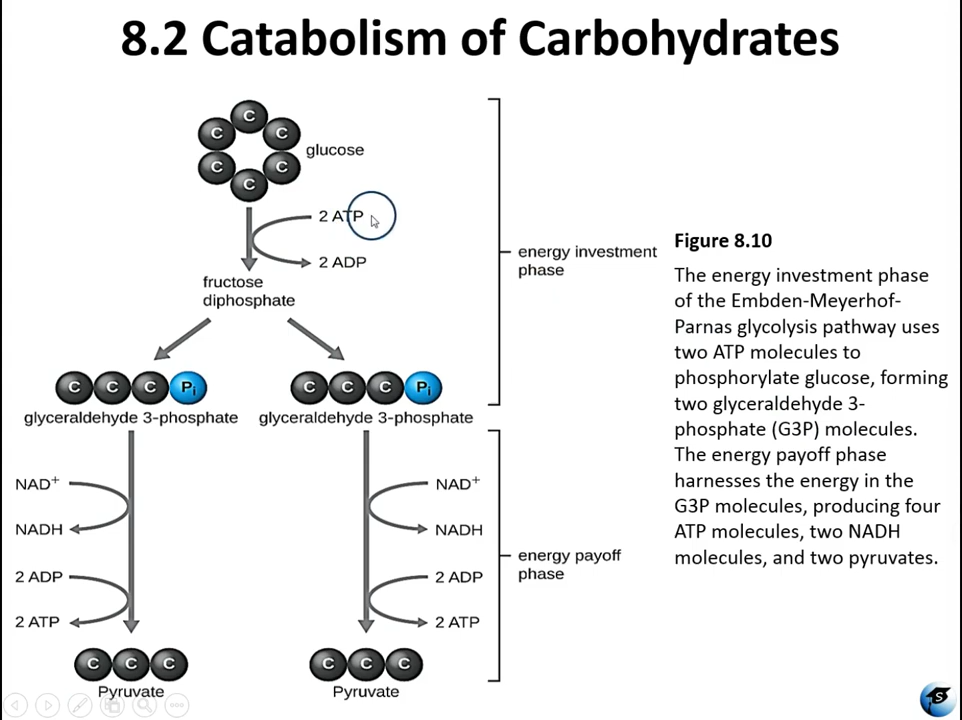 8.2 Catabolism of Carbohydrates
C
C
C
C
C
C
glucose
2 ATP
2 ADP
fructose
diphosphate
energy investment
phase
C C C Pi
glyceraldehyde 3-phosphate
C C C Pi
glyceraldehyde 3-phosphate
NAD+
NADH
2 ADP
2 ATP
NAD+
NADH
2 ADP
2 ATP
energy payoff
phase
C C C
Pyruvate
C C C
Pyruvate
Figure 8.10
The energy investment phase
of the Embden-Meyerhof-
Parnas glycolysis pathway uses
two ATP molecules to
phosphorylate glucose, forming
two glyceraldehyde 3-
phosphate (G3P) molecules.
The energy payoff phase
harnesses the energy in the
G3P molecules, producing four
ATP molecules, two NADH
molecules, and two pyruvates.
S